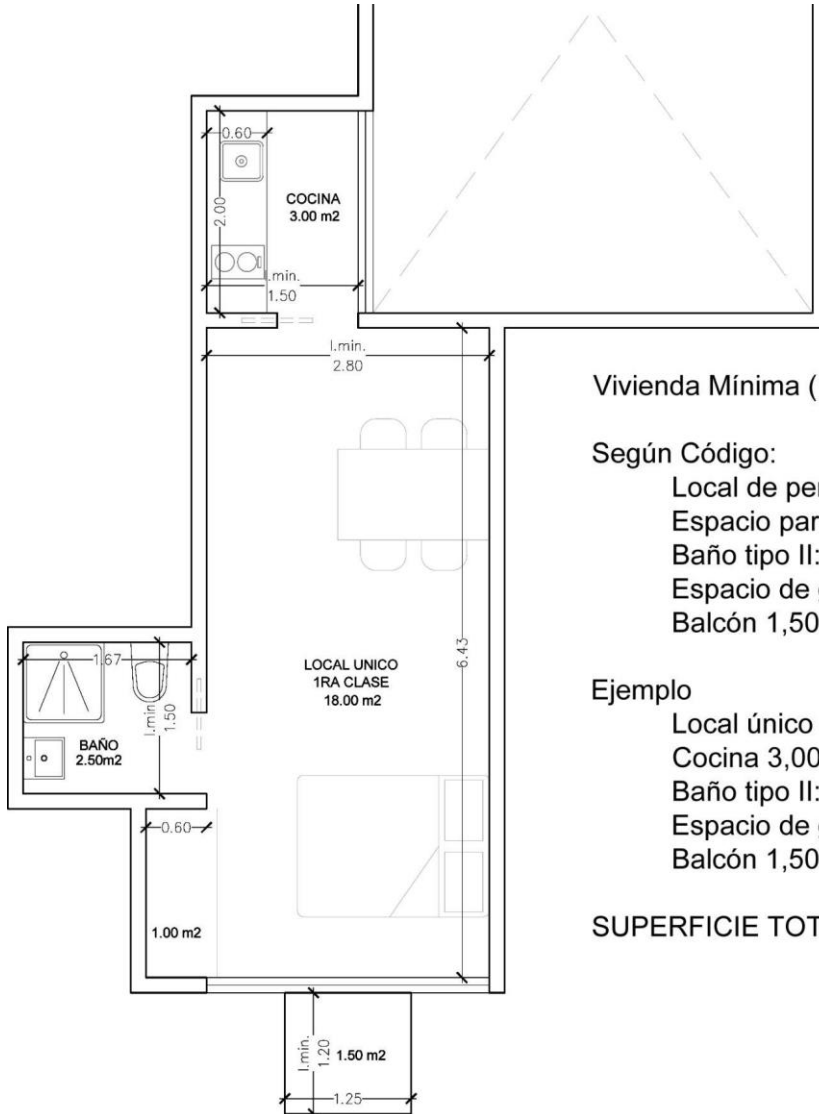 0.60
COCINA
3.00 m2
2.00
l.min.
1.50
l.min.
2.80
Vivienda Mínima (
Según Código:
Local de per
Espacio par
Baño tipo II:
Espacio de
Balcón 1,50
6.43
1.67
l.min.
1.50
BAÑO
2.50m2
LOCAL UNICO
1RA CLASE
18.00 m2
Ejemplo
Local único
Cocina 3,00
Baño tipo II:
Espacio de
Balcón 1,50
0.60
1.00 m2
SUPERFICIE TOT
l.min.
1.20
1.50 m2
1.25